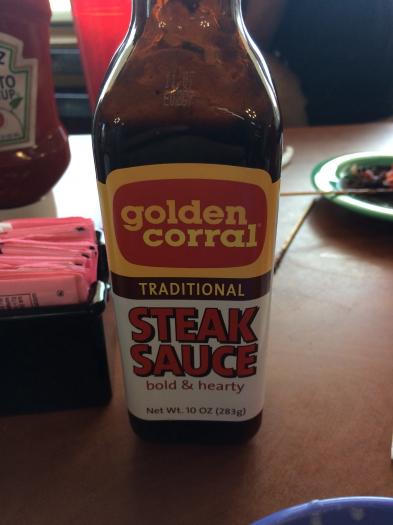 golden
corral
TRADITIONAL
STEAK
SAUCE
bold & hearty
Net Wt. 10 OZ (283g)